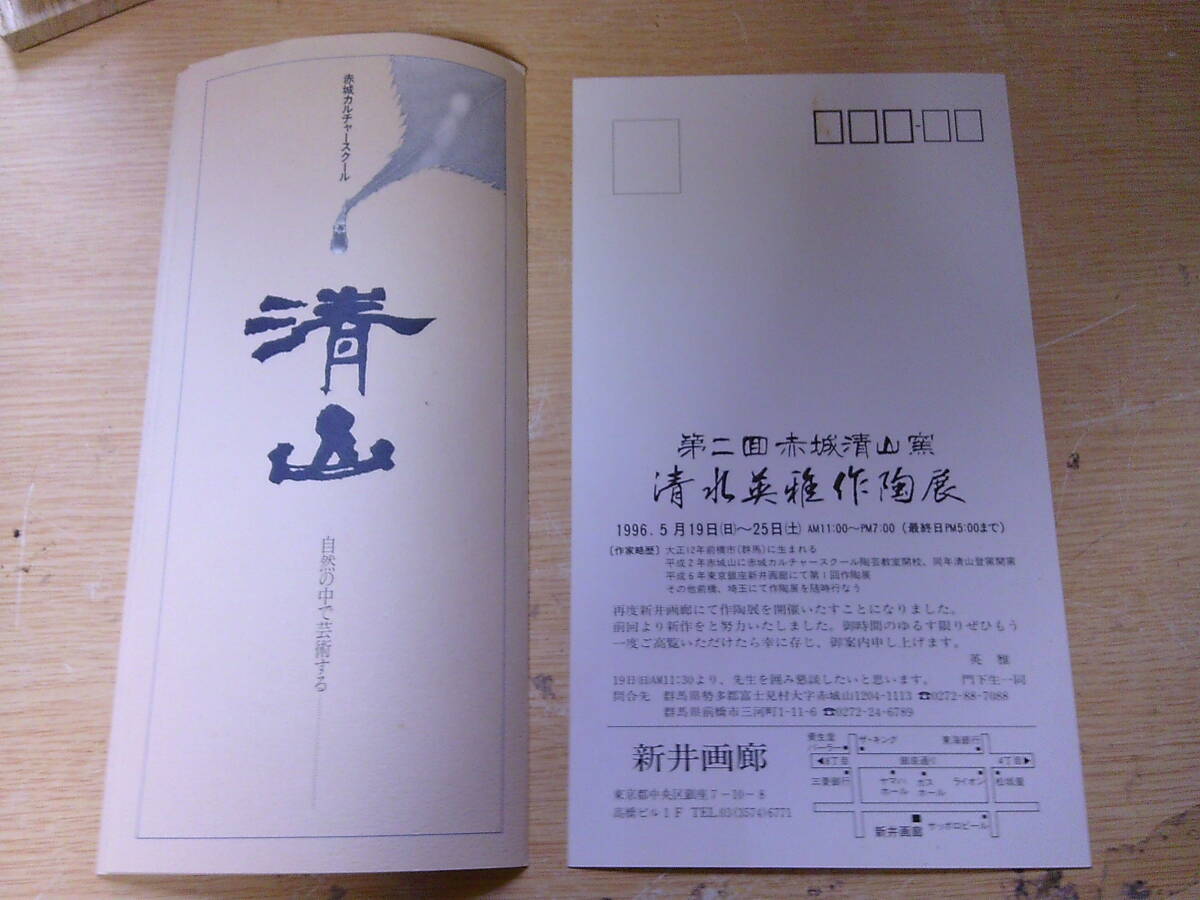 赤城カルチャースクール
清山
自然の中で芸術する
第二回赤城清山窯
清水英雅作陶展
1996.5月19日(日)〜25日(土) AM11:00〜PM7:00 (最終日PM5:00まで)
〔作家略歴〕大正12年前橋市(群馬)に生まれる
平成2年赤城山に赤城カルチャースクール陶芸教室開校、同年清山登窯開窯
平成6年東京銀座新井画廊にて第1回作陶展
その他前橋、埼玉にて作陶展を随時行なう
再度新井画廊にて作陶展を開催いたすことになりました。
前回より新作をと努力いたしました。御時間のゆるす限りぜひもう
一度ご高覧いただけたら幸に存じ、御案内申し上げます。
英 雅
19日(日)AM11:30より、先生を囲み懇談したいと思います。 門下生一同
問合先 群馬県勢多郡富士見村大字赤城山1204-1113 ☎0272-88-7088
群馬県前橋市三河町1-11-6 ☎0272-24-6789
新井画廊
東京都中央区銀座7-10-8
高橋ビル1F TEL.03(3574)6771
資生堂
パーラー
ザ・キング
東海銀行
◀8丁目
銀座通り
4丁目▶
三菱銀行
ヤマハ
ホール
ガス
ホール
ライオン
松坂屋
新井画廊
サッポロビール